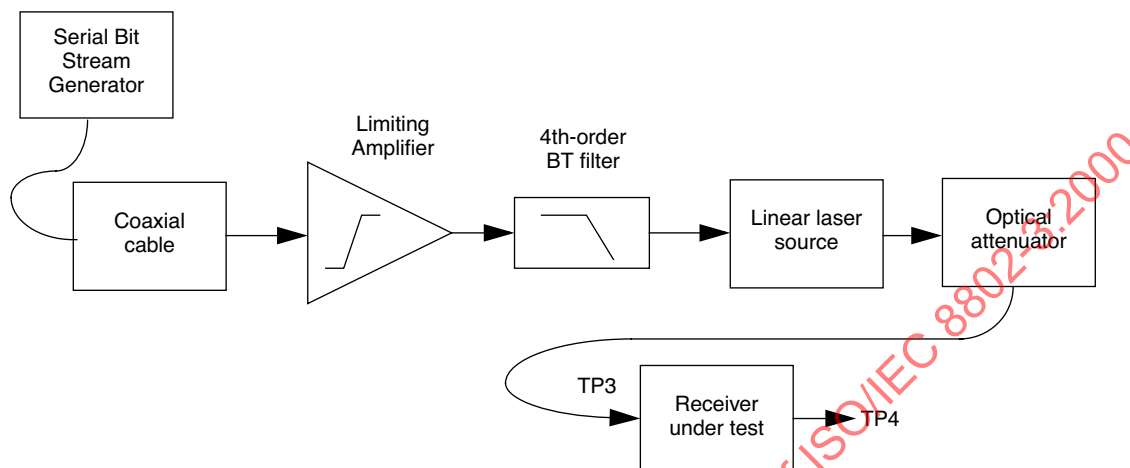 Serial Bit
Stream
Generator
Limiting
Amplifier
4th-order
BT filter
Coaxial
cable
Linear laser
source
Optical
attenuator
TP3
Receiver
under test
TP4
f ISO/IEC 8802-3:2000